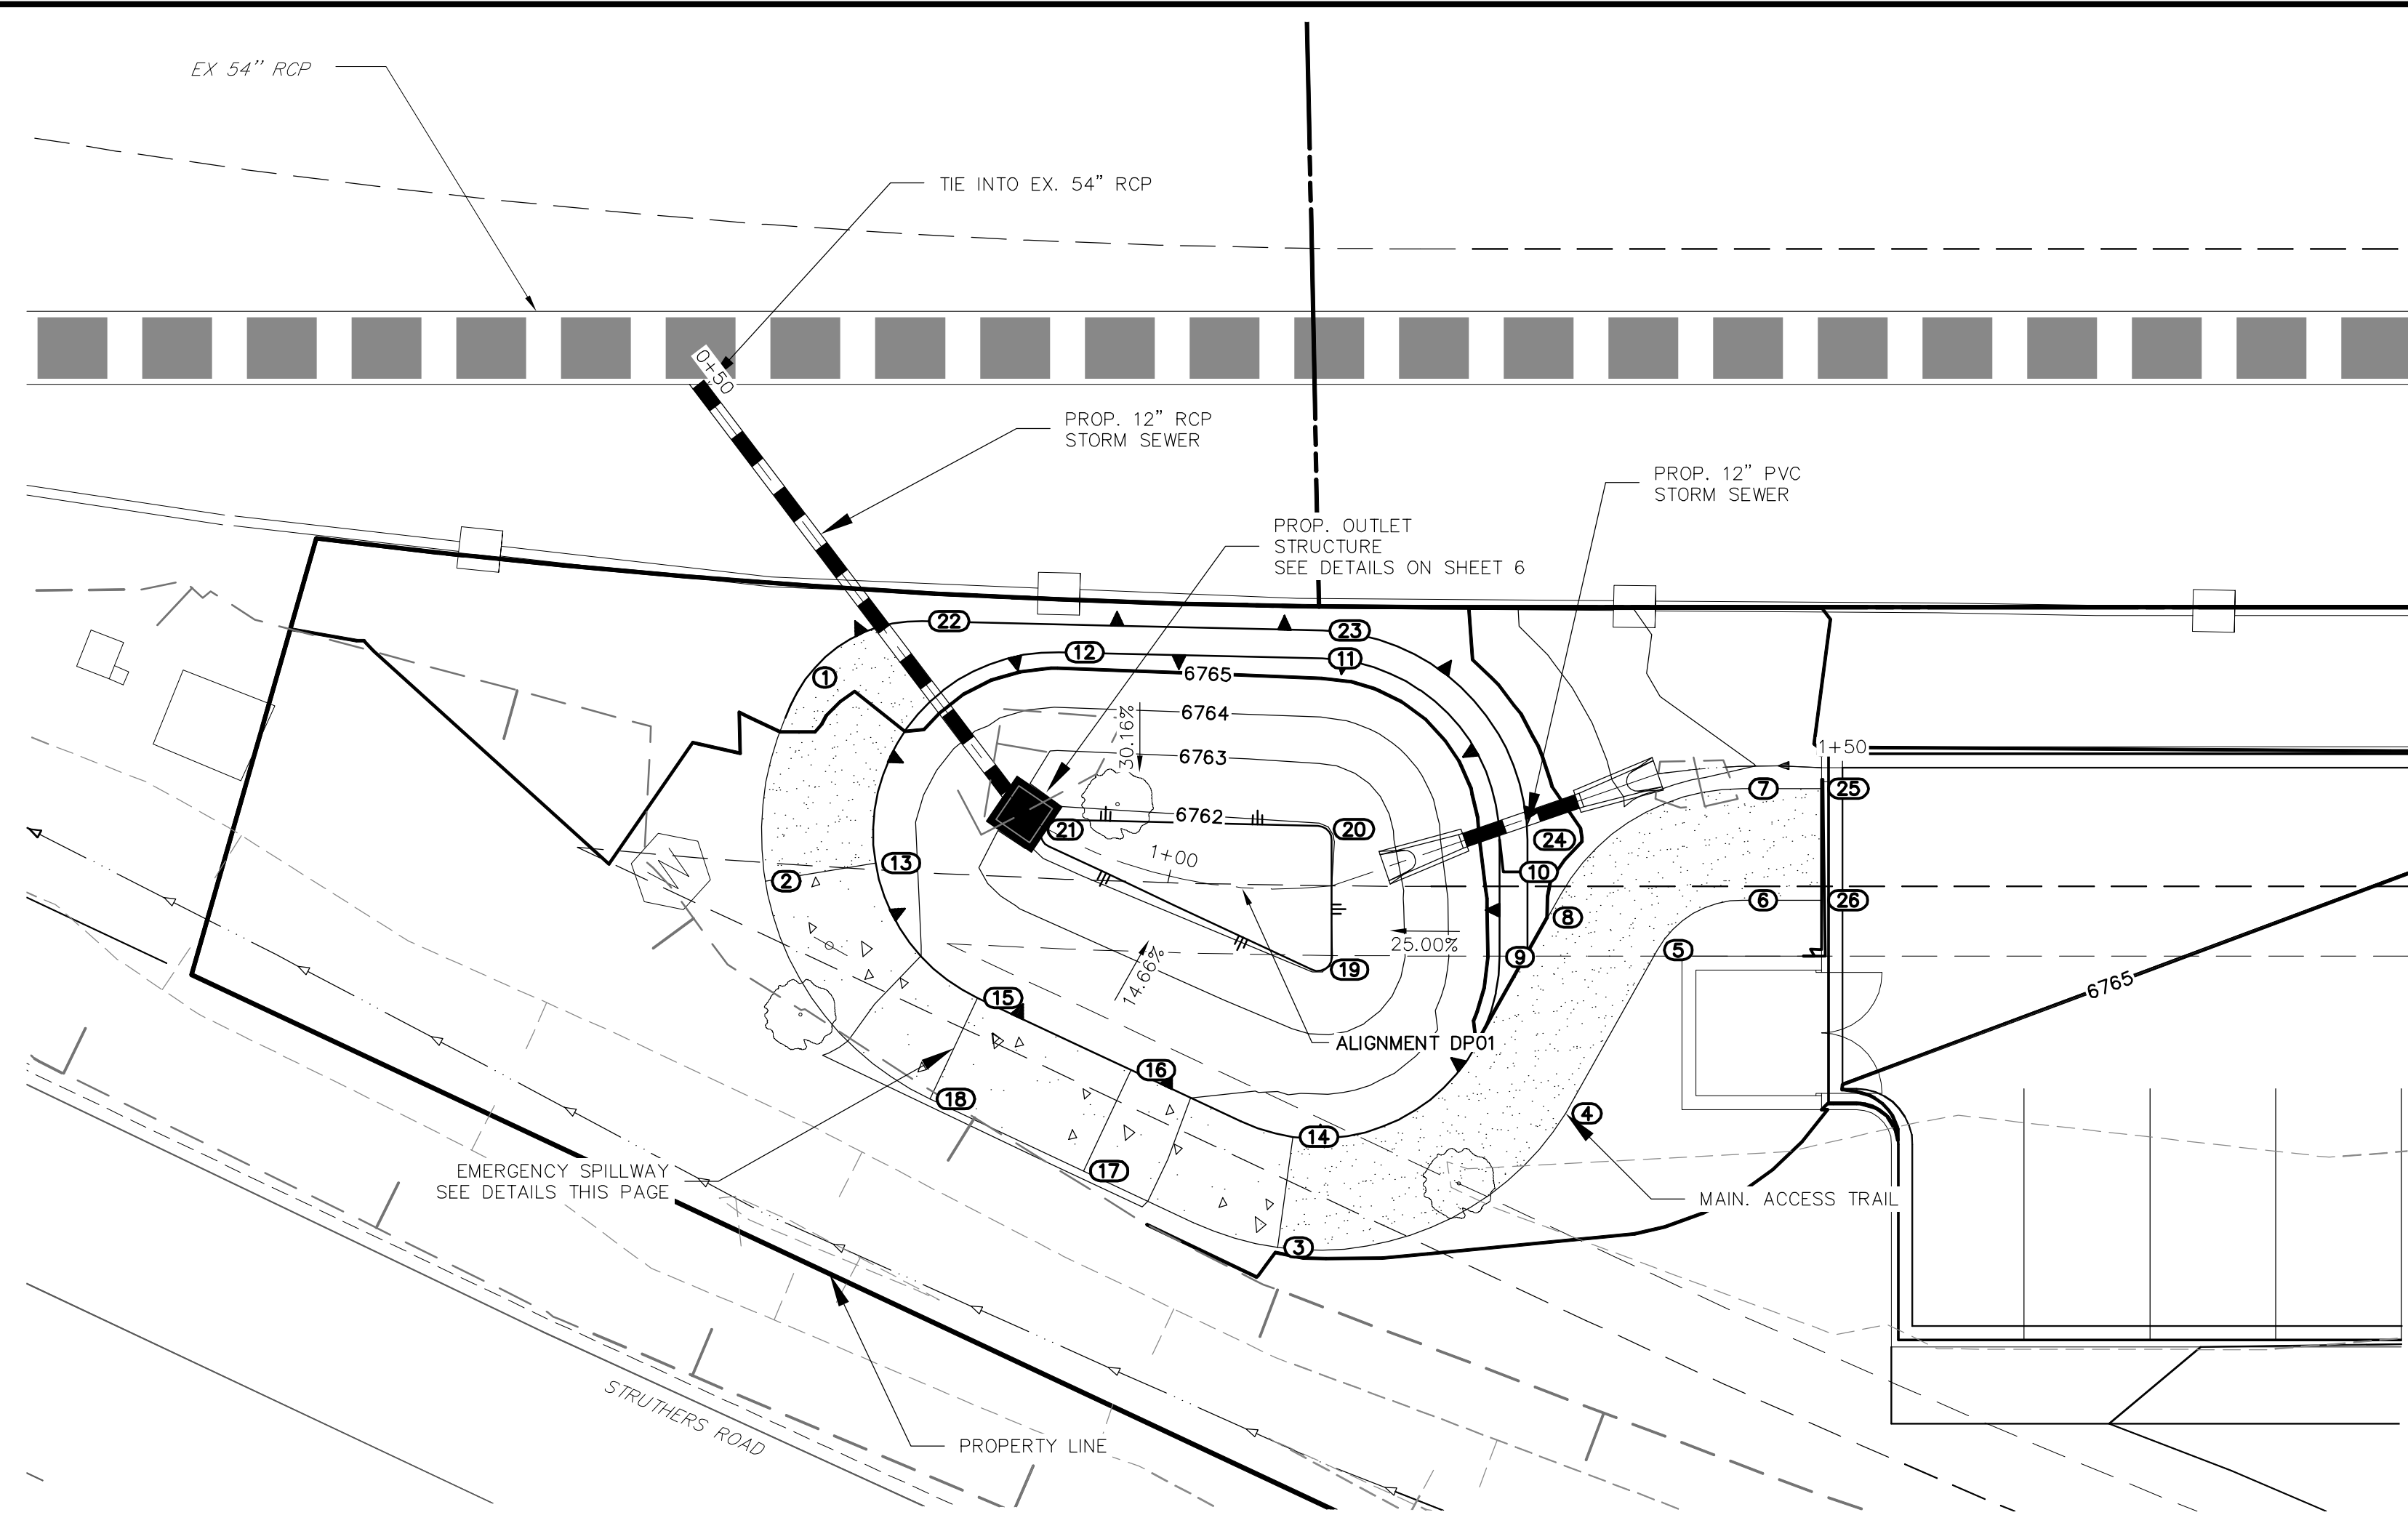 EX 54" RCP
TIE INTO EX. 54" RCP
0+50
PROP. 12" RCP
STORM SEWER
PROP. 12" PVC
STORM SEWER
PROP. OUTLET
STRUCTURE
SEE DETAILS ON SHEET 6
22
23
12
11
1
6765
6764
30.16%
6763
1+50
7
25
6762
21
20
24
1+00
13
10
2
6
26
8
25.00%
5
9
19
14.66%
6765
15
ALIGNMENT DP01
16
18
4
14
17
EMERGENCY SPILLWAY
SEE DETAILS THIS PAGE
MAIN. ACCESS TRAIL
3
STRUTHERS ROAD
PROPERTY LINE